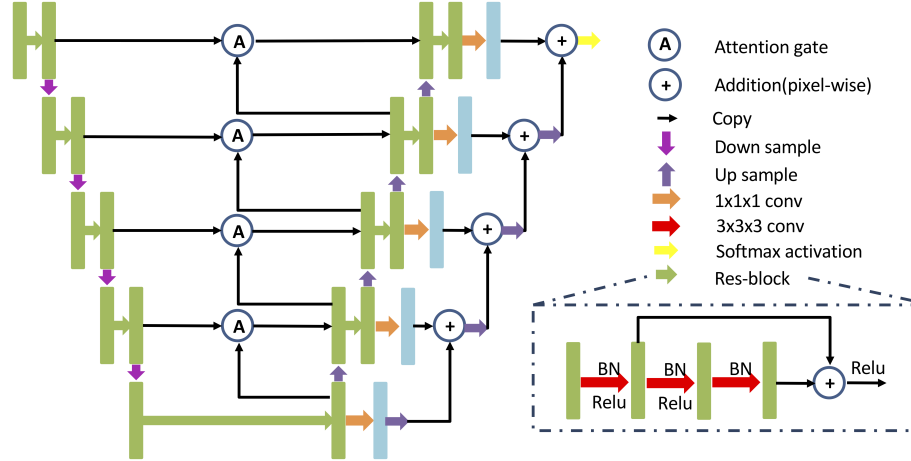 A
A
A
A
+
+
+
+
A Attention gate
+ Addition(pixel-wise)
Copy
Down sample
Up sample
1x1x1 conv
3x3x3 conv
Softmax activation
Res-block
BN
Relu
BN
Relu
BN
+
Relu